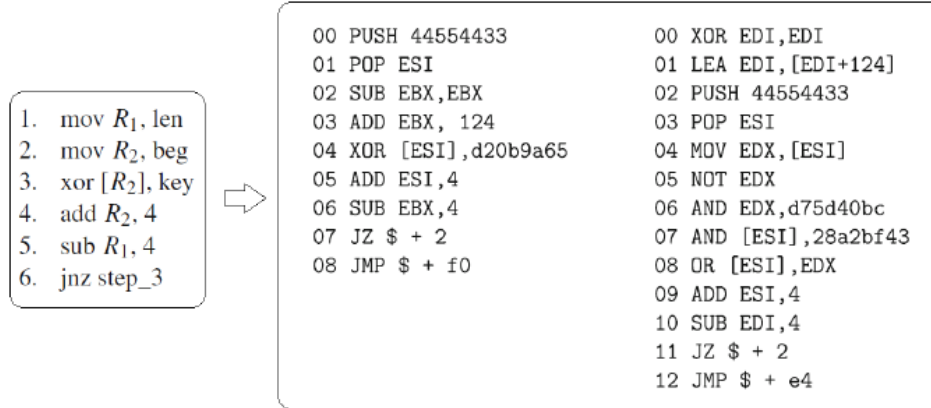 1. mov R₁, len
2. mov R₂, beg
3. xor [R₂], key
4. add R₂, 4
5. sub R₁, 4
6. jnz step_3
00 PUSH 44554433
01 POP ESI
02 SUB EBX,EBX
03 ADD EBX, 124
04 XOR [ESI],d20b9a65
05 ADD ESI,4
06 SUB EBX,4
07 JZ $ + 2
08 JMP $ + f0
00 XOR EDI,EDI
01 LEA EDI,[EDI+124]
02 PUSH 44554433
03 POP ESI
04 MOV EDX,[ESI]
05 NOT EDX
06 AND EDX,d75d40bc
07 AND [ESI],28a2bf43
08 OR [ESI],EDX
09 ADD ESI,4
10 SUB EDI,4
11 JZ $ + 2
12 JMP $ + e4